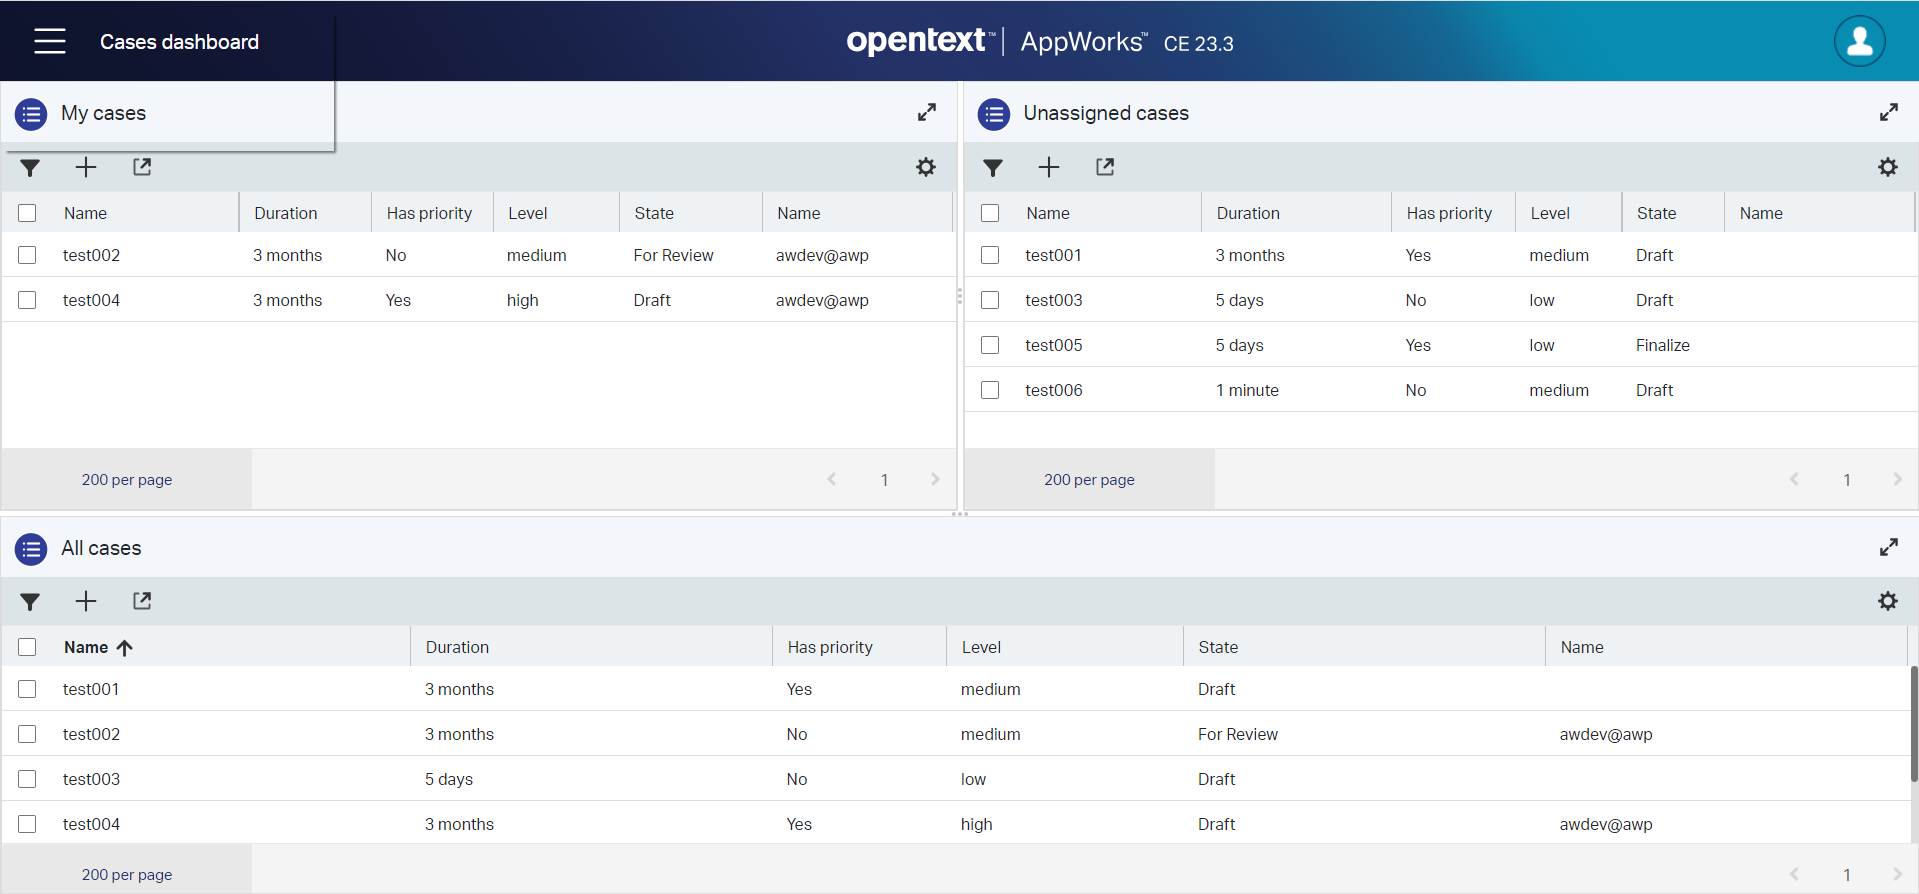 Cases dashboard
opentext™ | AppWorks™ CE 23.3
My cases
Name Duration Has priority Level State Name
test002 3 months No medium For Review awdev@awp
test004 3 months Yes high Draft awdev@awp
200 per page 1
Unassigned cases
Name Duration Has priority Level State Name
test001 3 months Yes medium Draft
test003 5 days No low Draft
test005 5 days Yes low Finalize
test006 1 minute No medium Draft
200 per page 1
All cases
Name Duration Has priority Level State Name
test001 3 months Yes medium Draft
test002 3 months No medium For Review awdev@awp
test003 5 days No low Draft
test004 3 months Yes high Draft awdev@awp
200 per page 1